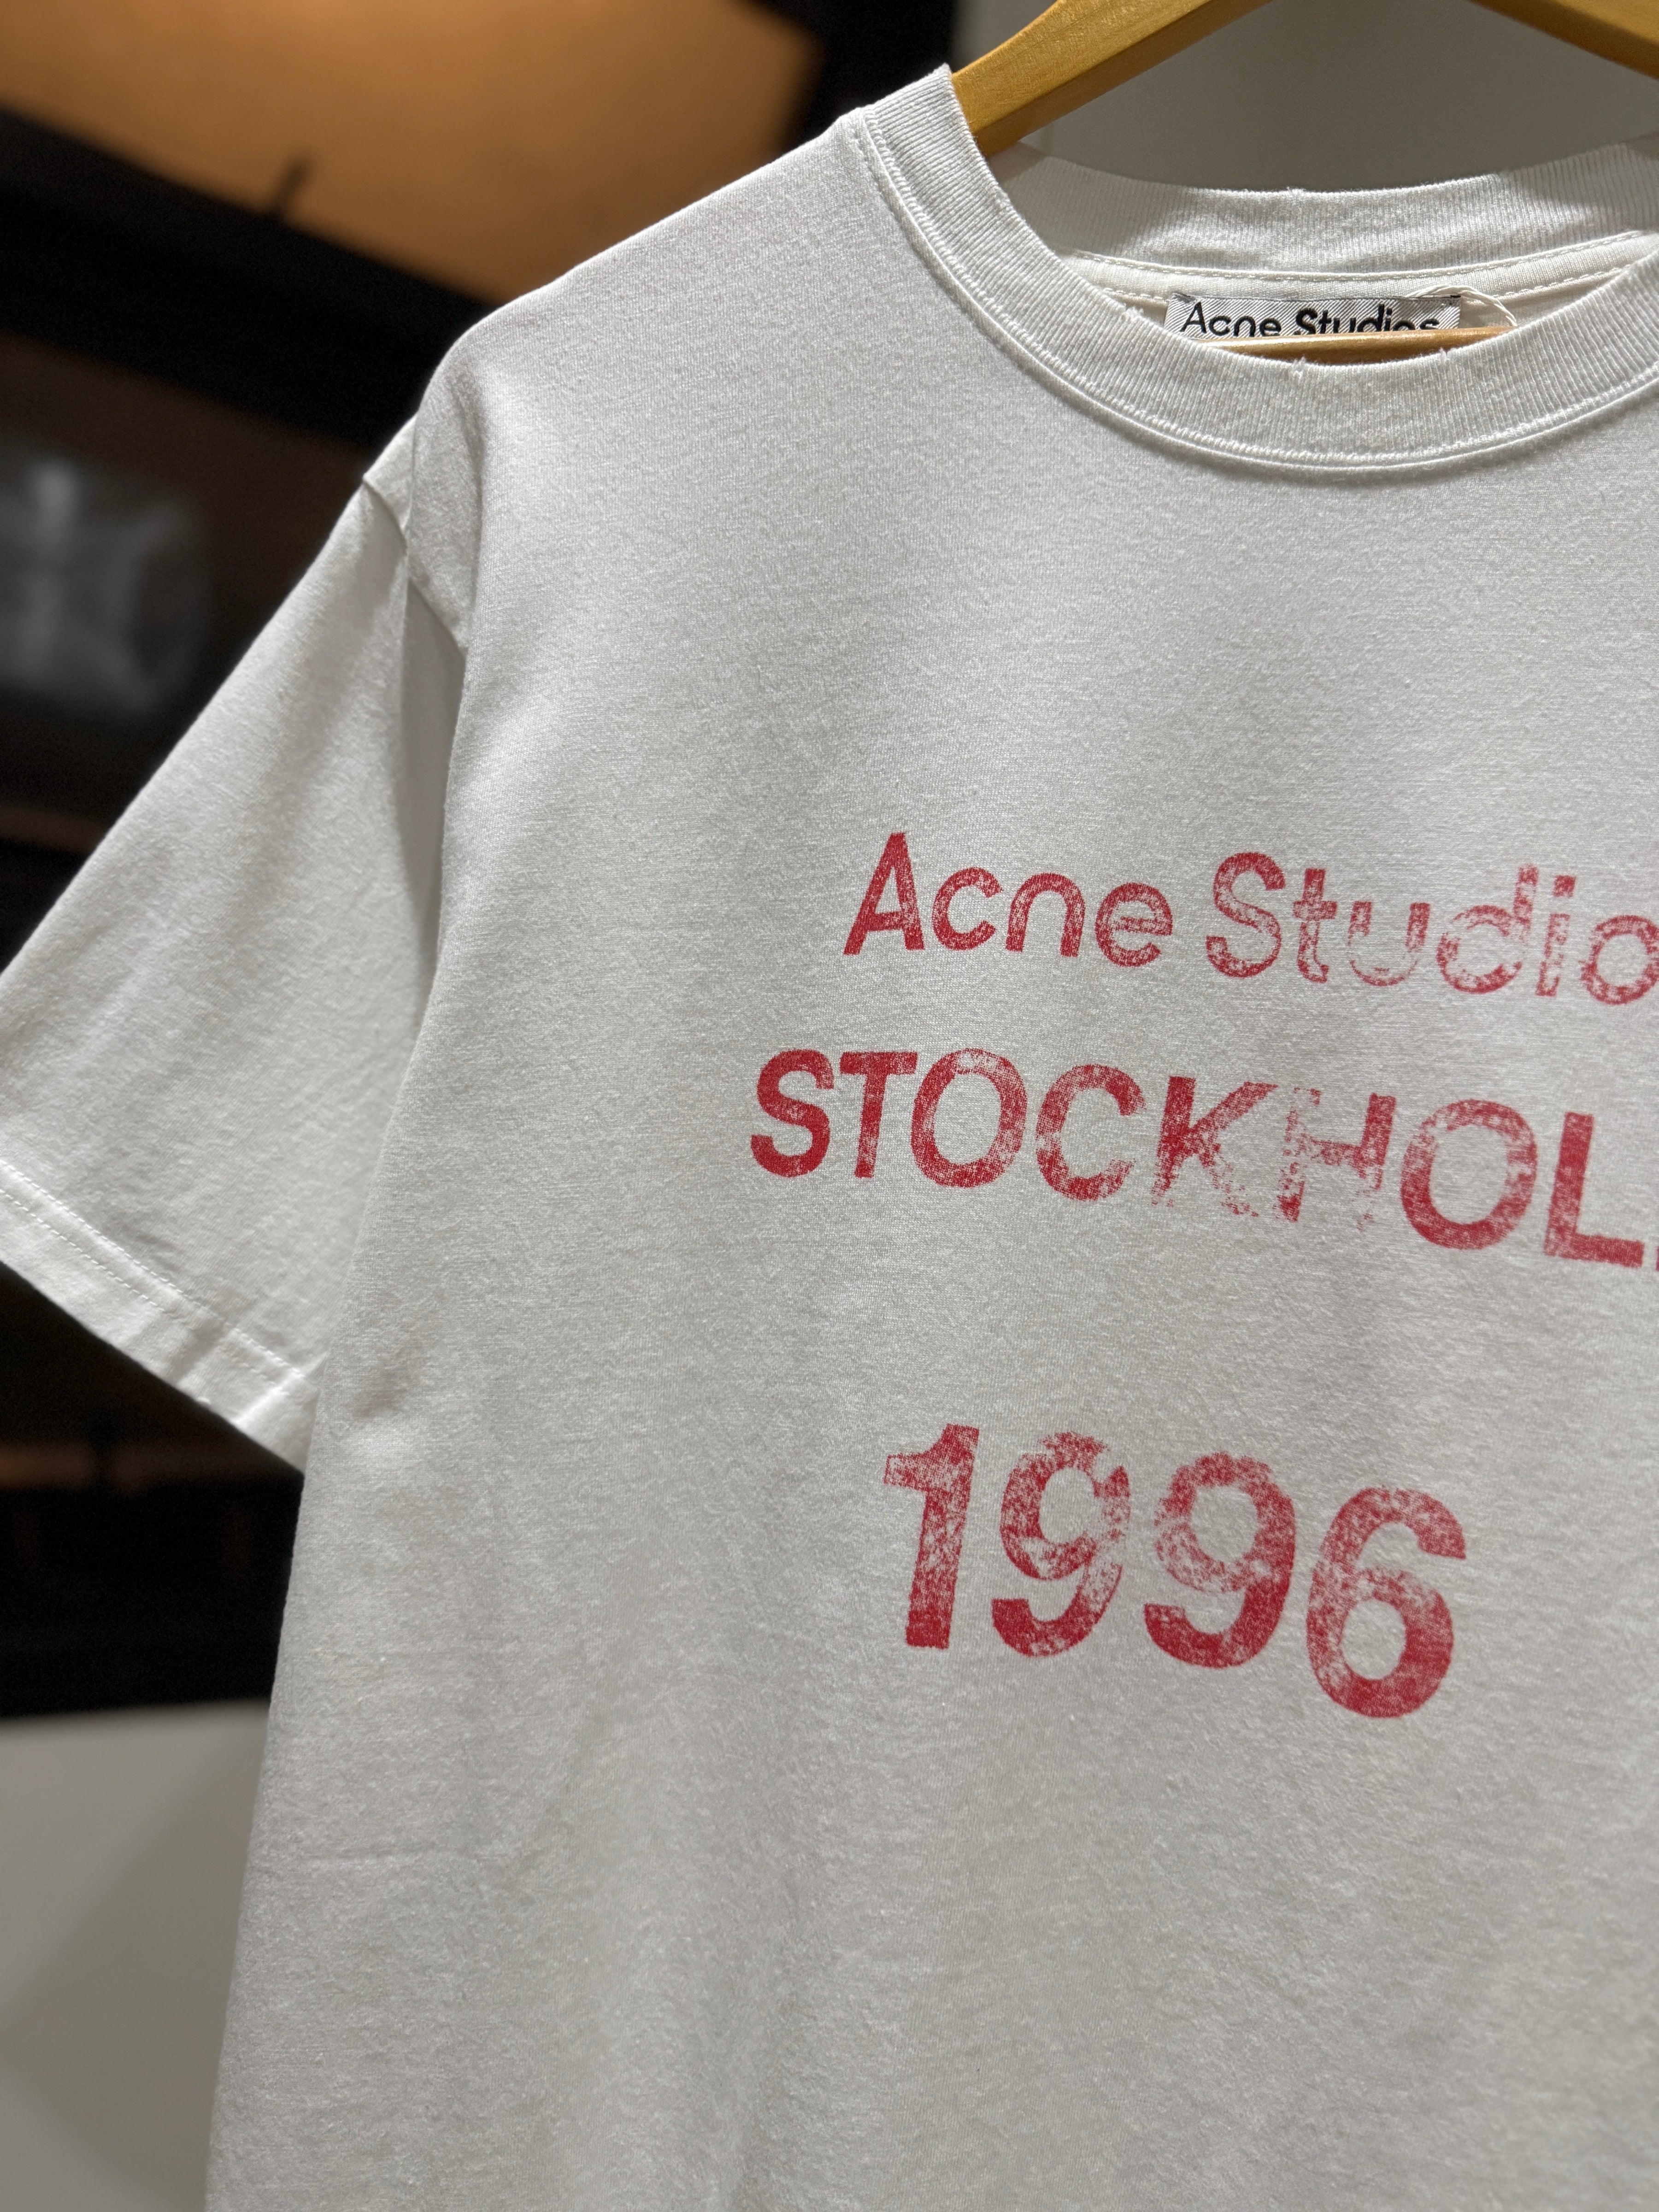 Acne Studios
Acne Studio
STOCKHOL
1996